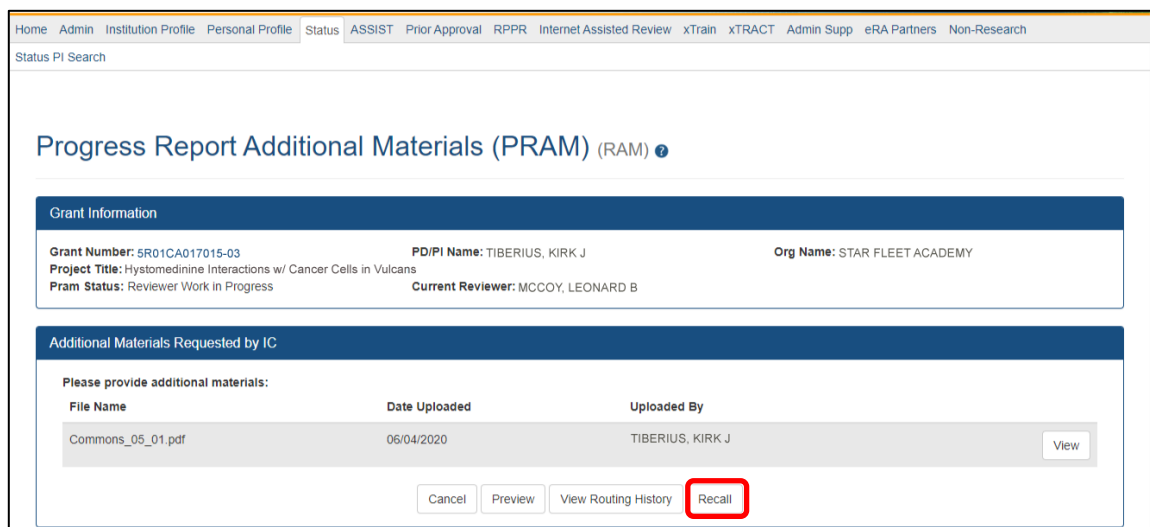 Home Admin Institution Profile Personal Profile Status ASSIST Prior Approval RPPR Internet Assisted Review xTrain xTRACT Admin Supp eRA Partners Non-Research
Status PI Search
Progress Report Additional Materials (PRAM) (RAM) ?
Grant Information
Grant Number: 5R01CA017015-03 PD/PI Name: TIBERIUS, KIRK J Org Name: STAR FLEET ACADEMY
Project Title: Hystomedinine Interactions w/ Cancer Cells in Vulcans
Pram Status: Reviewer Work in Progress Current Reviewer: MCCOY, LEONARD B
Additional Materials Requested by IC
Please provide additional materials:
File Name Date Uploaded Uploaded By
Commons_05_01.pdf 06/04/2020 TIBERIUS, KIRK J View
Cancel Preview View Routing History Recall